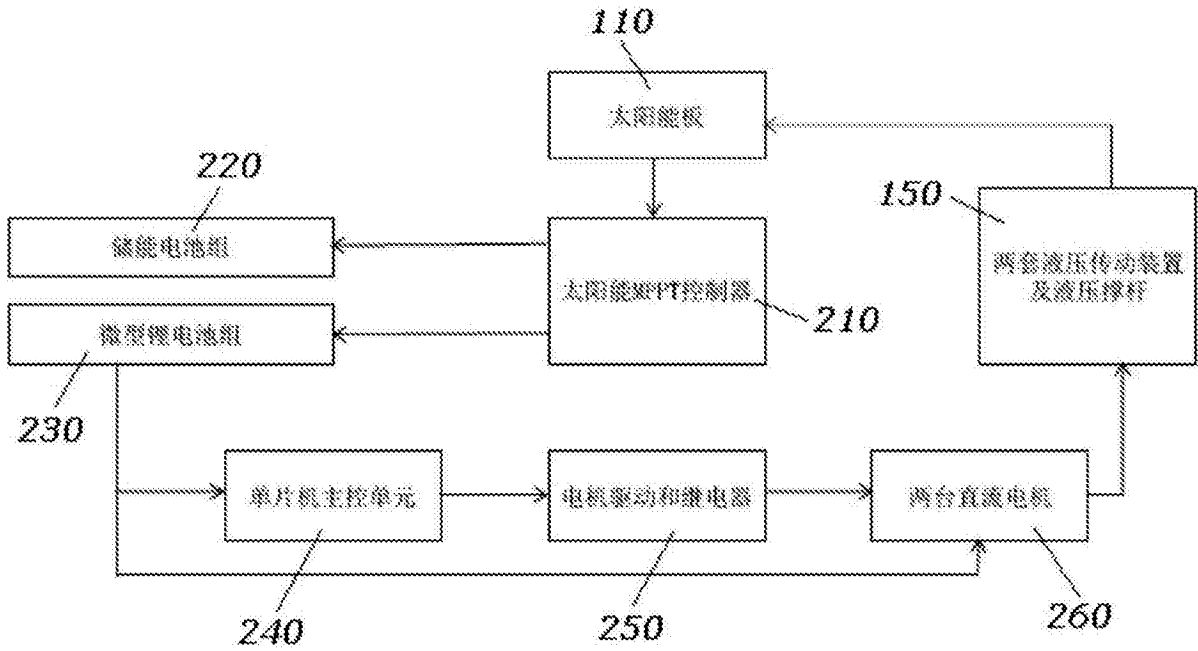 110
太阳能板
220
150
储能电池组
太阳能MPPT控制器
两套液压传动装置
及液压撑杆
210
微型锂电池组
230
单片机主控单元
电机驱动和继电器
两台直流电机
240
250
260